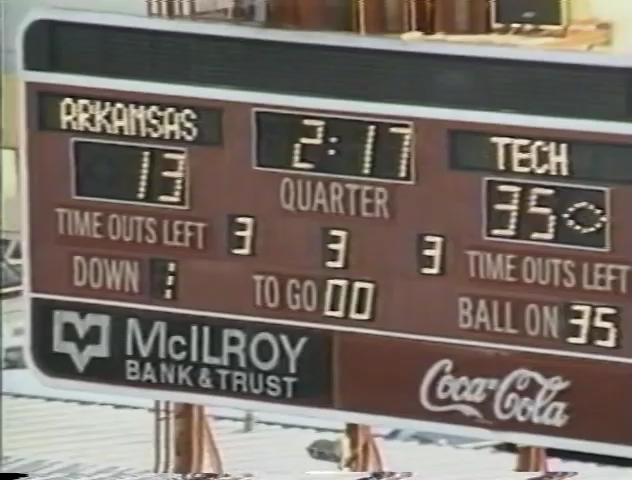 ARKANSAS 2:17 TECH
13 35
QUARTER
TIME OUTS LEFT 3 3 3 TIME OUTS LEFT
DOWN 1 TO GO 00 BALL ON 35
McILROY
BANK & TRUST
Coca-Cola